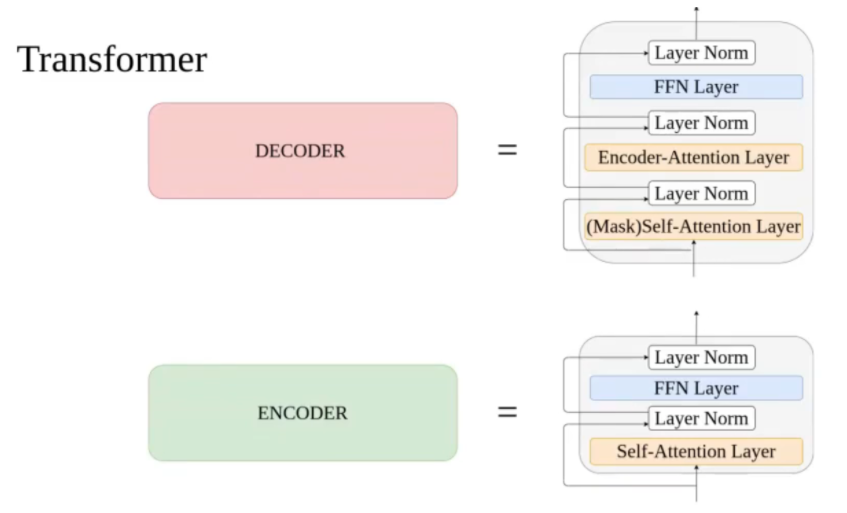 Transformer
DECODER
=
Layer Norm
FFN Layer
Layer Norm
Encoder-Attention Layer
Layer Norm
(Mask)Self-Attention Layer
ENCODER
=
Layer Norm
FFN Layer
Layer Norm
Self-Attention Layer